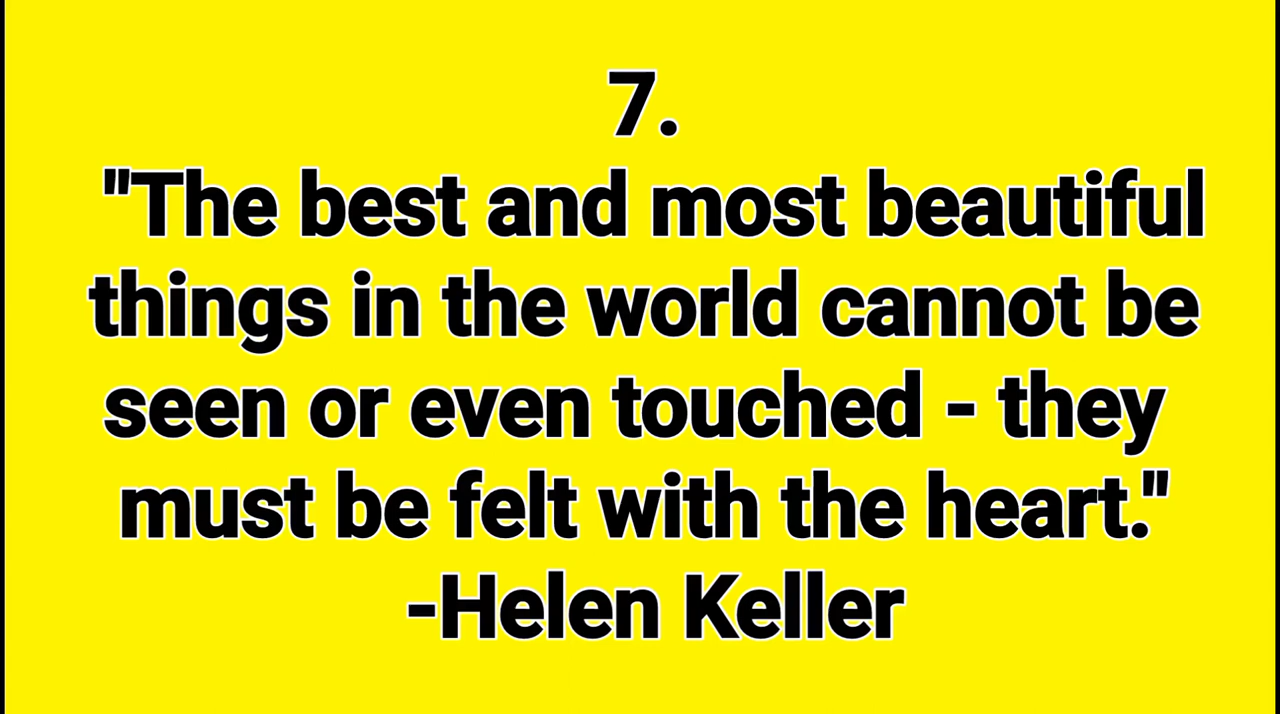 7.
"The best and most beautiful
things in the world cannot be
seen or even touched - they
must be felt with the heart."
-Helen Keller